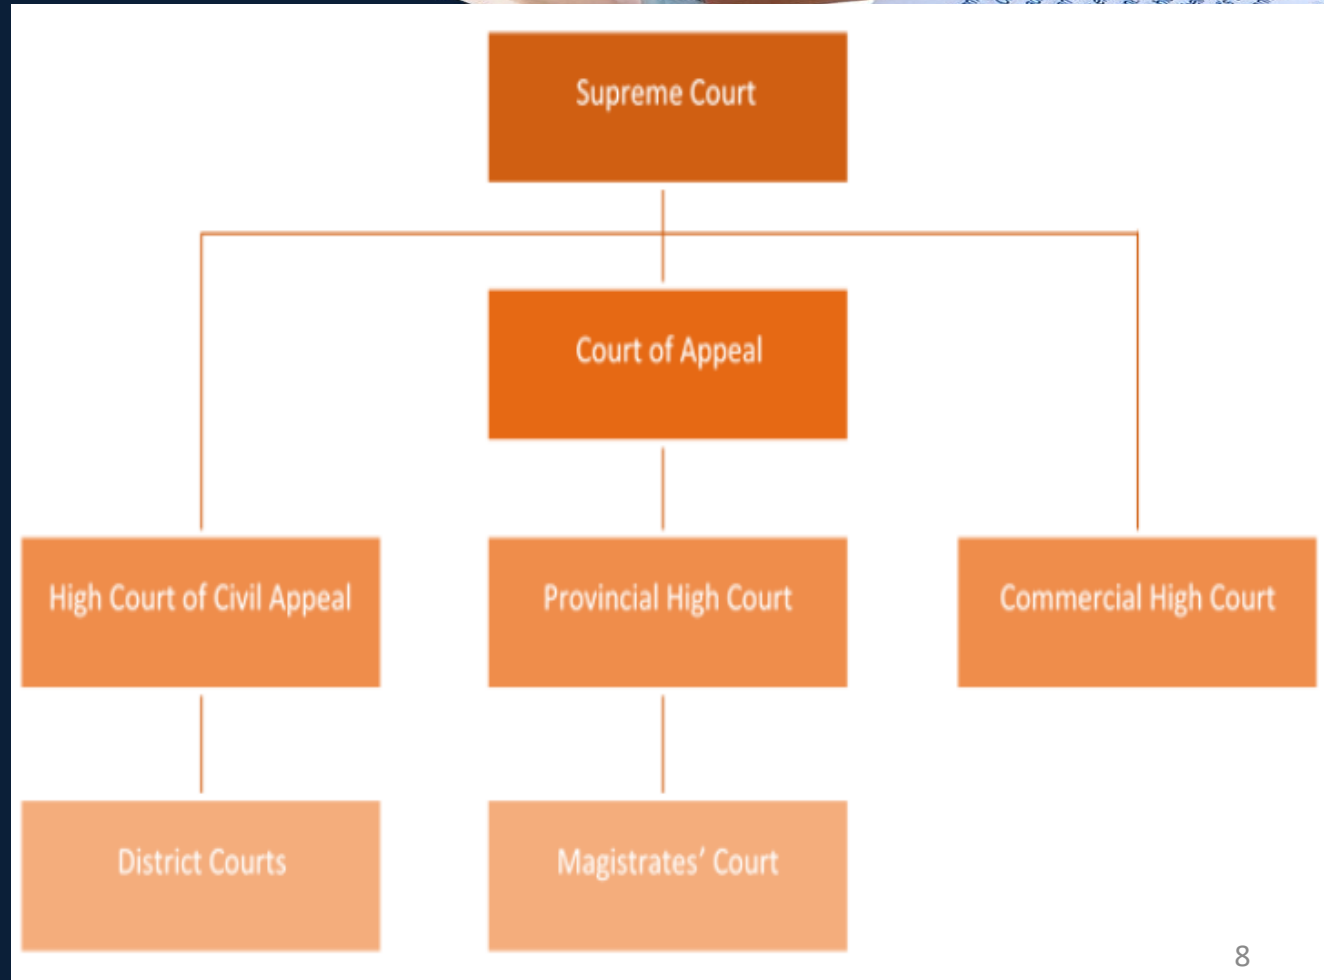 Supreme Court
Court of Appeal
High Court of Civil Appeal
Provincial High Court
Commercial High Court
District Courts
Magistrates’ Court
8